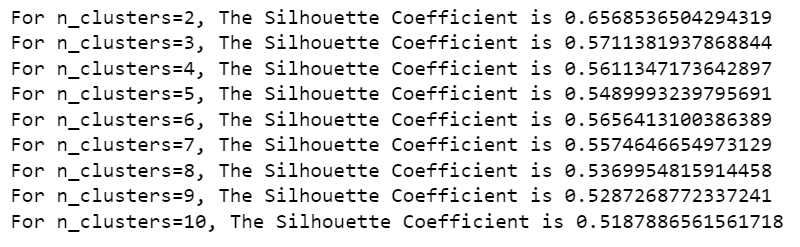 For n_clusters=2, The Silhouette Coefficient is 0.6568536504294319
For n_clusters=3, The Silhouette Coefficient is 0.5711381937868844
For n_clusters=4, The Silhouette Coefficient is 0.5611347173642897
For n_clusters=5, The Silhouette Coefficient is 0.5489993239795691
For n_clusters=6, The Silhouette Coefficient is 0.5656413100386389
For n_clusters=7, The Silhouette Coefficient is 0.5574646654973129
For n_clusters=8, The Silhouette Coefficient is 0.5369954815914458
For n_clusters=9, The Silhouette Coefficient is 0.5287268772337241
For n_clusters=10, The Silhouette Coefficient is 0.5187886561561718